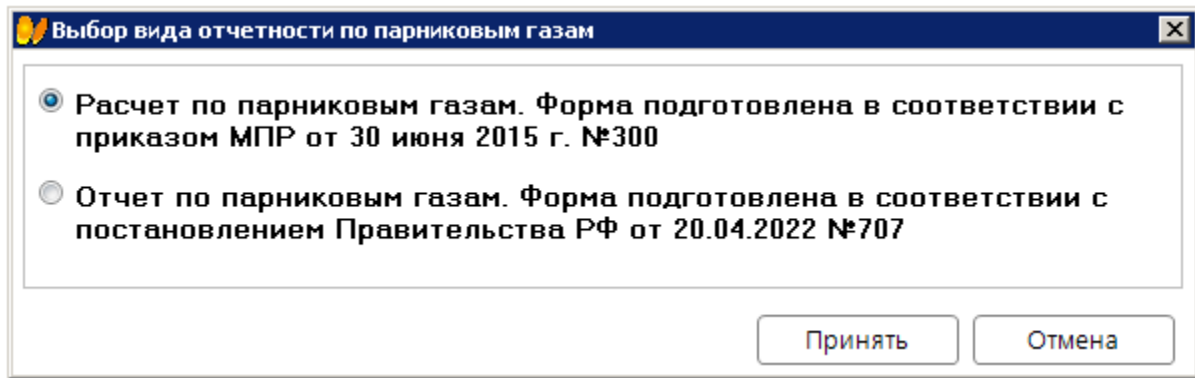 Выбор вида отчетности по парниковым газам
Расчет по парниковым газам. Форма подготовлена в соответствии с
приказом МПР от 30 июня 2015 г. №300
Отчет по парниковым газам. Форма подготовлена в соответствии с
постановлением Правительства РФ от 20.04.2022 №707
Принять
Отмена